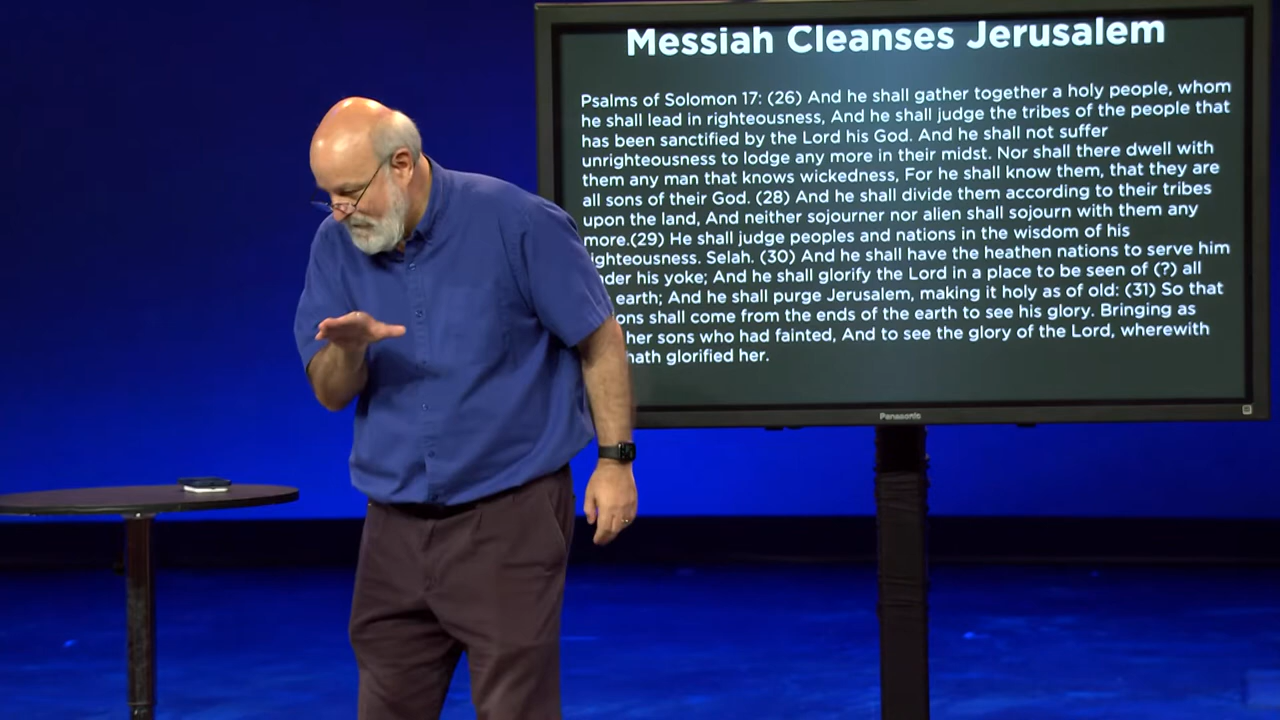 Messiah Cleanses Jerusalem
Psalms of Solomon 17: (26) And he shall gather together a holy people, whom
he shall lead in righteousness, And he shall judge the tribes of the people that
has been sanctified by the Lord his God. And he shall not suffer
unrighteousness to lodge any more in their midst. Nor shall there dwell with
them any man that knows wickedness, For he shall know them, that they are
all sons of their God. (28) And he shall divide them according to their tribes
upon the land, And neither sojourner nor alien shall sojourn with them any
more.(29) He shall judge peoples and nations in the wisdom of his
ighteousness. Selah. (30) And he shall have the heathen nations to serve him
nder his yoke; And he shall glorify the Lord in a place to be seen of (?) all
earth; And he shall purge Jerusalem, making it holy as of old: (31) So that
ons shall come from the ends of the earth to see his glory. Bringing as
her sons who had fainted, And to see the glory of the Lord, wherewith
hath glorified her.
Panasonic